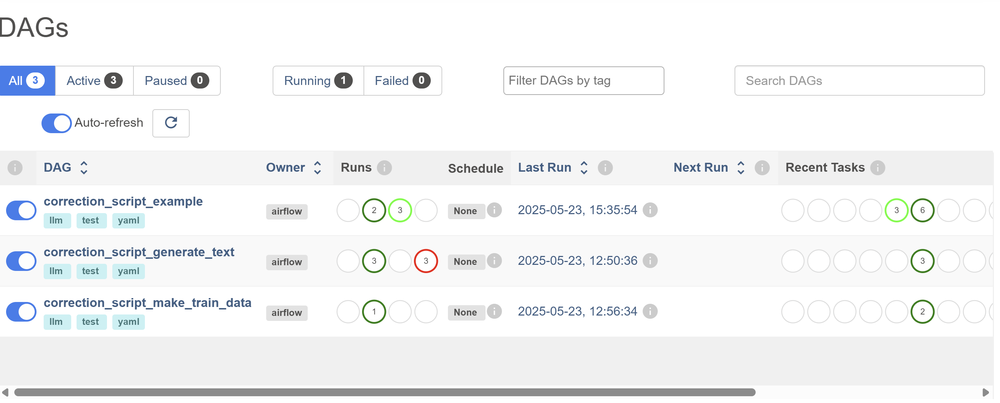 DAGs
All 3 Active 3 Paused 0 Running 1 Failed 0 Filter DAGs by tag Search DAGs
Auto-refresh
DAG Owner Runs Schedule Last Run Next Run Recent Tasks
correction_script_example
llm test yaml
airflow 2 3 None 2025-05-23, 15:35:54 3 6
correction_script_generate_text
llm test yaml
airflow 3 3 None 2025-05-23, 12:50:36 3
correction_script_make_train_data
llm test yaml
airflow 1 None 2025-05-23, 12:56:34 2